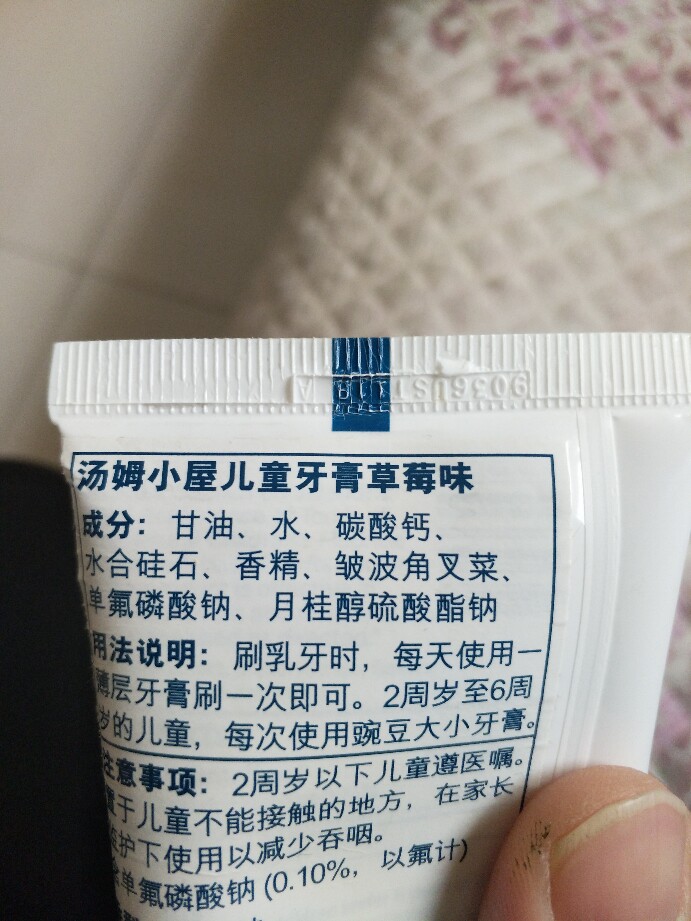 汤姆小屋儿童牙膏草莓味
成分：甘油、水、碳酸钙、
水合硅石、香精、皱波角叉菜、
单氟磷酸钠、月桂醇硫酸酯钠
用法说明：刷乳牙时，每天使用一
薄层牙膏刷一次即可。2周岁至6周
岁的儿童，每次使用豌豆大小牙膏。
注意事项：2周岁以下儿童遵医嘱。
置于儿童不能接触的地方，在家长
监护下使用以减少吞咽。
单氟磷酸钠(0.10%，以氟计)